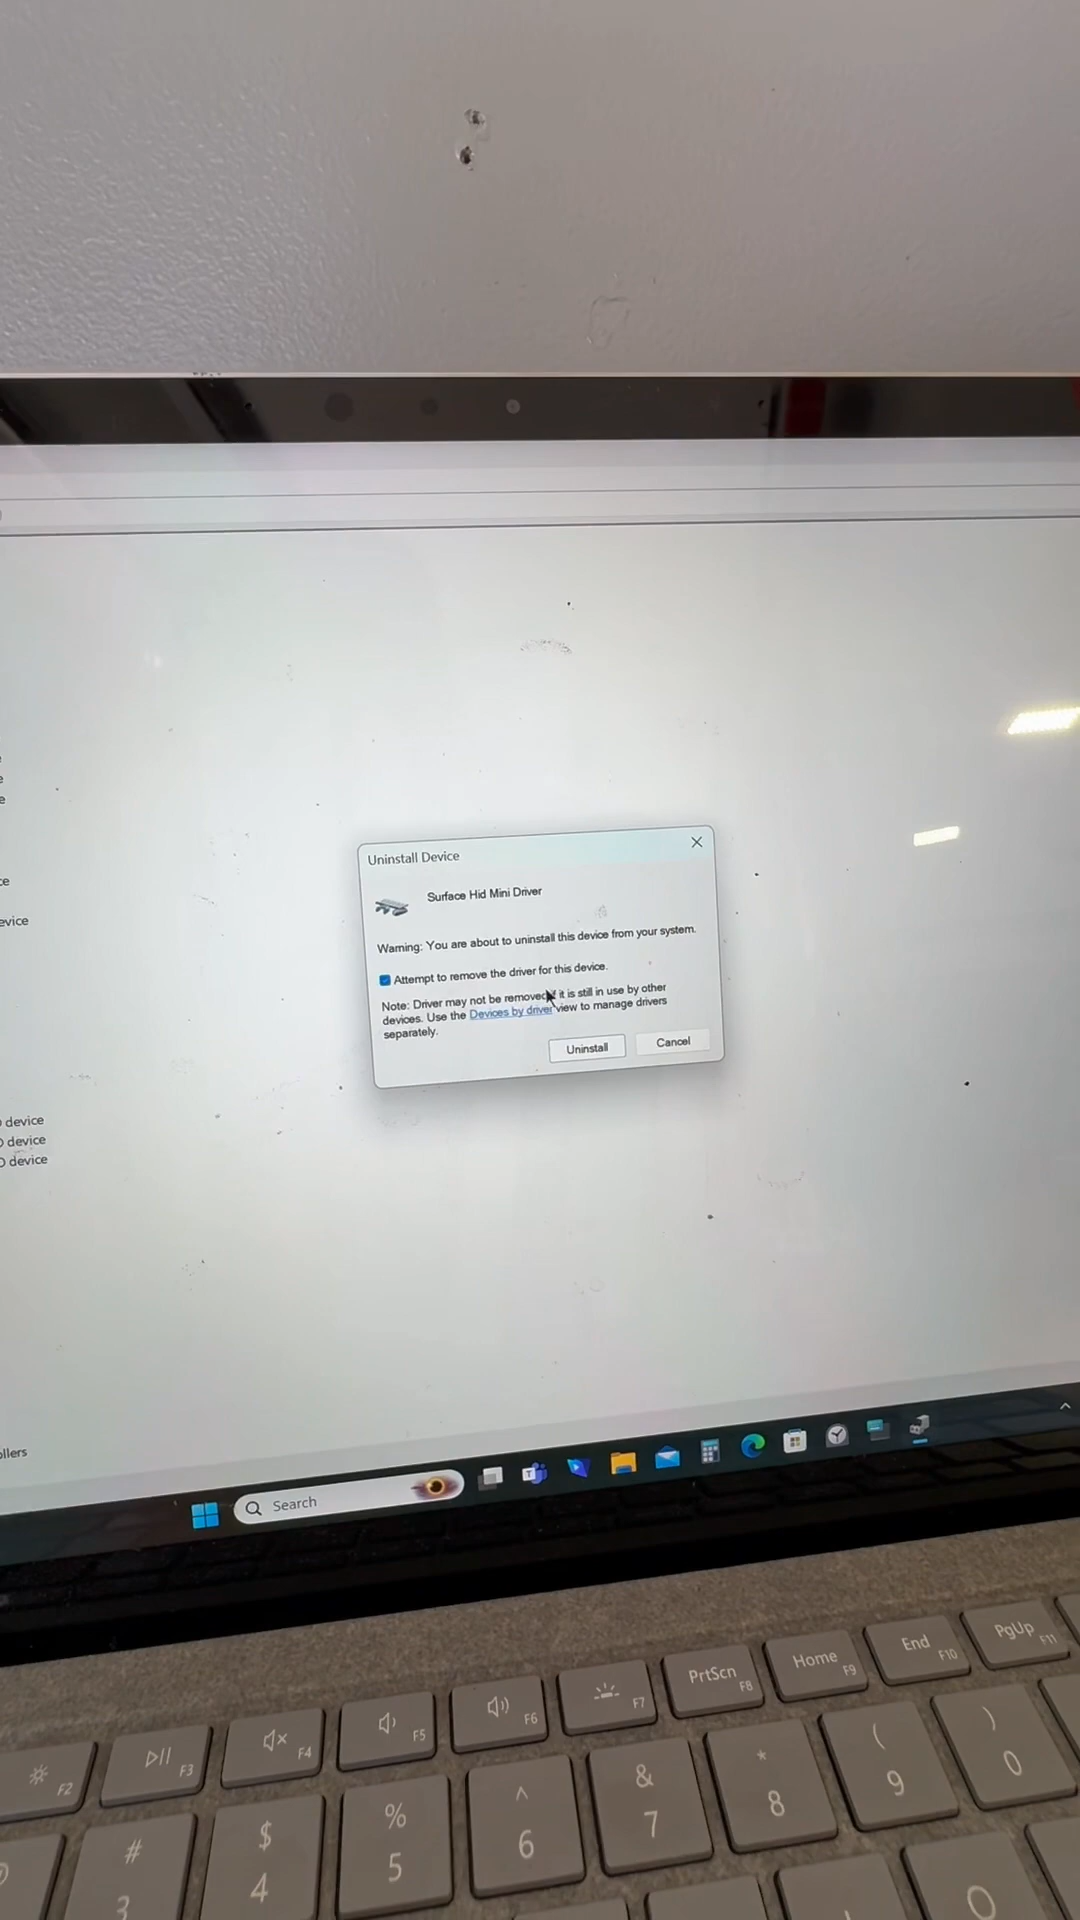 evice
device
device
device
ollers
Uninstall Device
Surface Hid Mini Driver
Warning: You are about to uninstall this device from your system.
Attempt to remove the driver for this device.
Note: Driver may not be removed if it is still in use by other
devices. Use the Devices by driver view to manage drivers
separately.
Uninstall Cancel
Search
F2 F3 F4 F5 F6 F7 PrtScn F8 Home F9 End F10 PgUp F11
# 3 $ 4 % 5 ^ 6 & 7 * 8 ( 9 ) 0
O